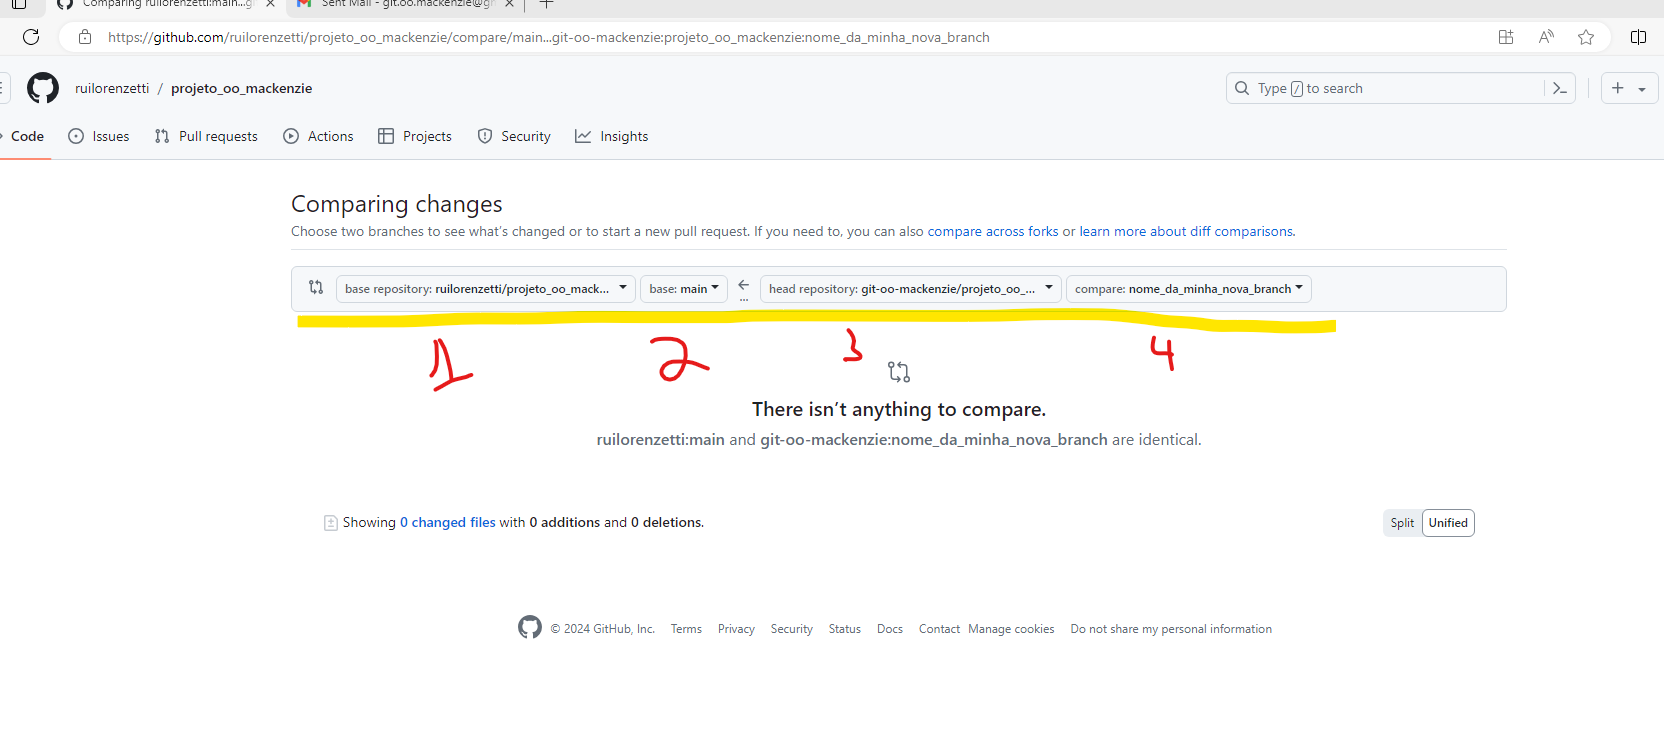 Comparing ruilorenzetti:main...g
Sent Mail - git.oo.mackenzie@g
https://github.com/ruilorenzetti/projeto_oo_mackenzie/compare/main...git-oo-mackenzie:projeto_oo_mackenzie:nome_da_minha_nova_branch
ruilorenzetti / projeto_oo_mackenzie
Type / to search
Code Issues Pull requests Actions Projects Security Insights
Comparing changes
Choose two branches to see what's changed or to start a new pull request. If you need to, you can also compare across forks or learn more about diff comparisons.
base repository: ruilorenzetti/projeto_oo_mack... base: main ← ... head repository: git-oo-mackenzie/projeto_oo_... compare: nome_da_minha_nova_branch
1 2 3 4
There isn't anything to compare.
ruilorenzetti:main and git-oo-mackenzie:nome_da_minha_nova_branch are identical.
Showing 0 changed files with 0 additions and 0 deletions.
Split Unified
© 2024 GitHub, Inc. Terms Privacy Security Status Docs Contact Manage cookies Do not share my personal information